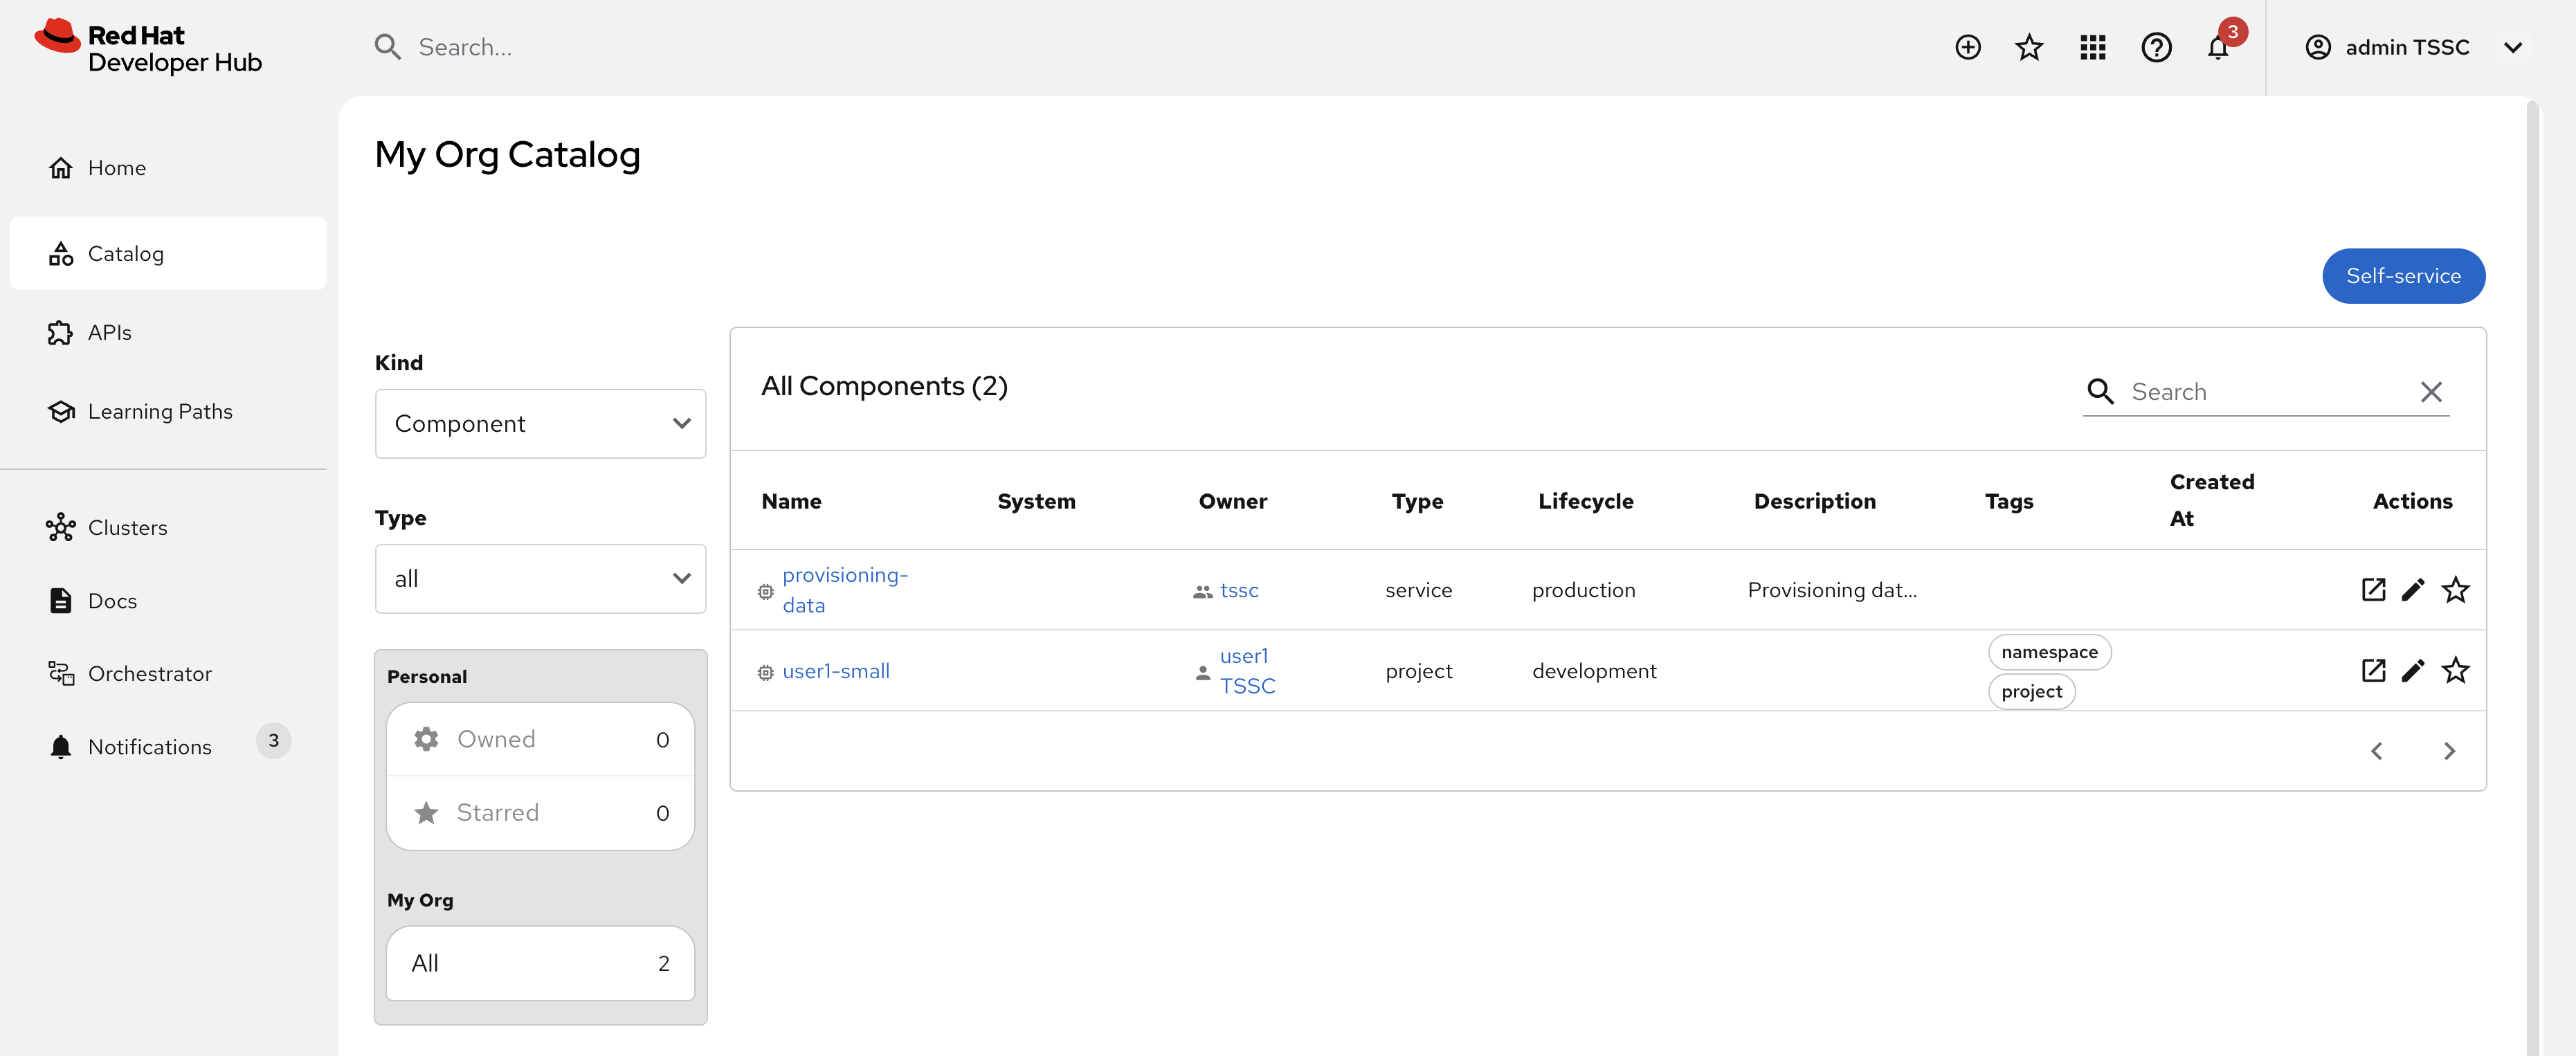 Red Hat
Developer Hub
Search...
3
admin TSSC
Home
Catalog
APIs
Learning Paths
Clusters
Docs
Orchestrator
Notifications 3
My Org Catalog
Self-service
Kind
Component
Type
all
Personal
Owned 0
Starred 0
My Org
All 2
All Components (2)
Search
Name System Owner Type Lifecycle Description Tags Created At Actions
provisioning-
data
tssc service production Provisioning dat...
user1-small
user1
TSSC
project development
namespace
project